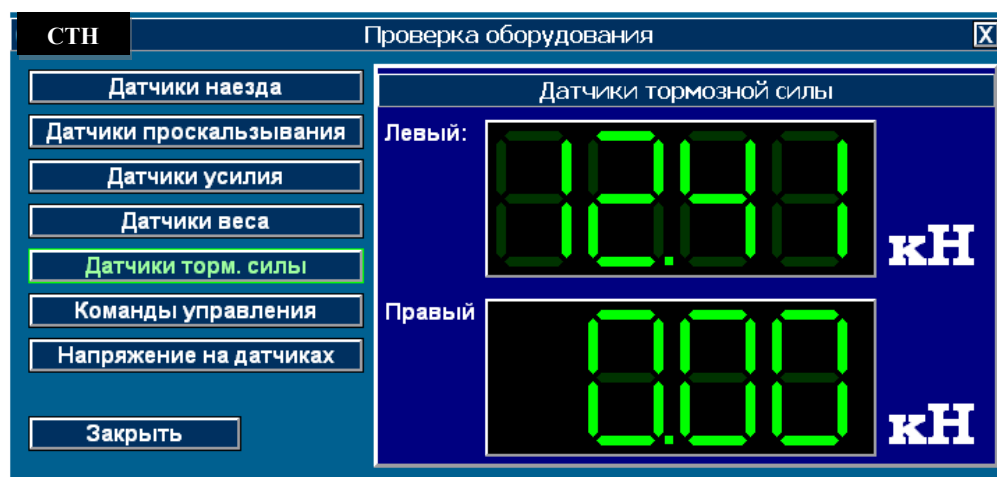 СТН
Проверка оборудования
X
Датчики наезда
Датчики проскальзывания
Датчики усилия
Датчики веса
Датчики торм. силы
Команды управления
Напряжение на датчиках
Закрыть
Датчики тормозной силы
Левый:
12.41
кН
Правый
0.00
кН